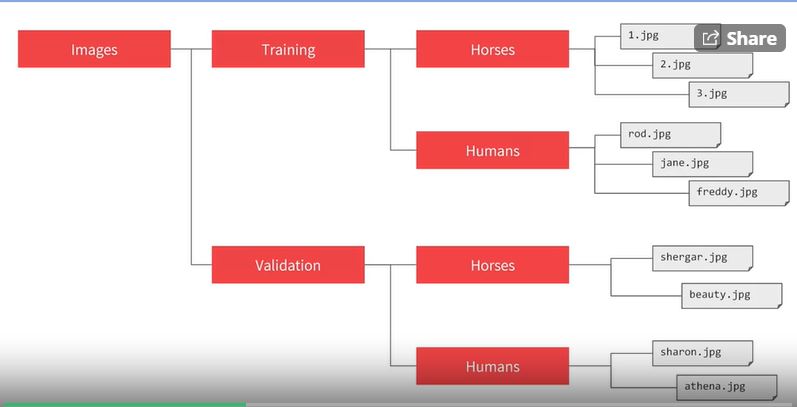 Images
Training
Horses
1.jpg
Share
2.jpg
3.jpg
Humans
rod.jpg
jane.jpg
freddy.jpg
Validation
Horses
shergar.jpg
beauty.jpg
Humans
sharon.jpg
athena.jpg